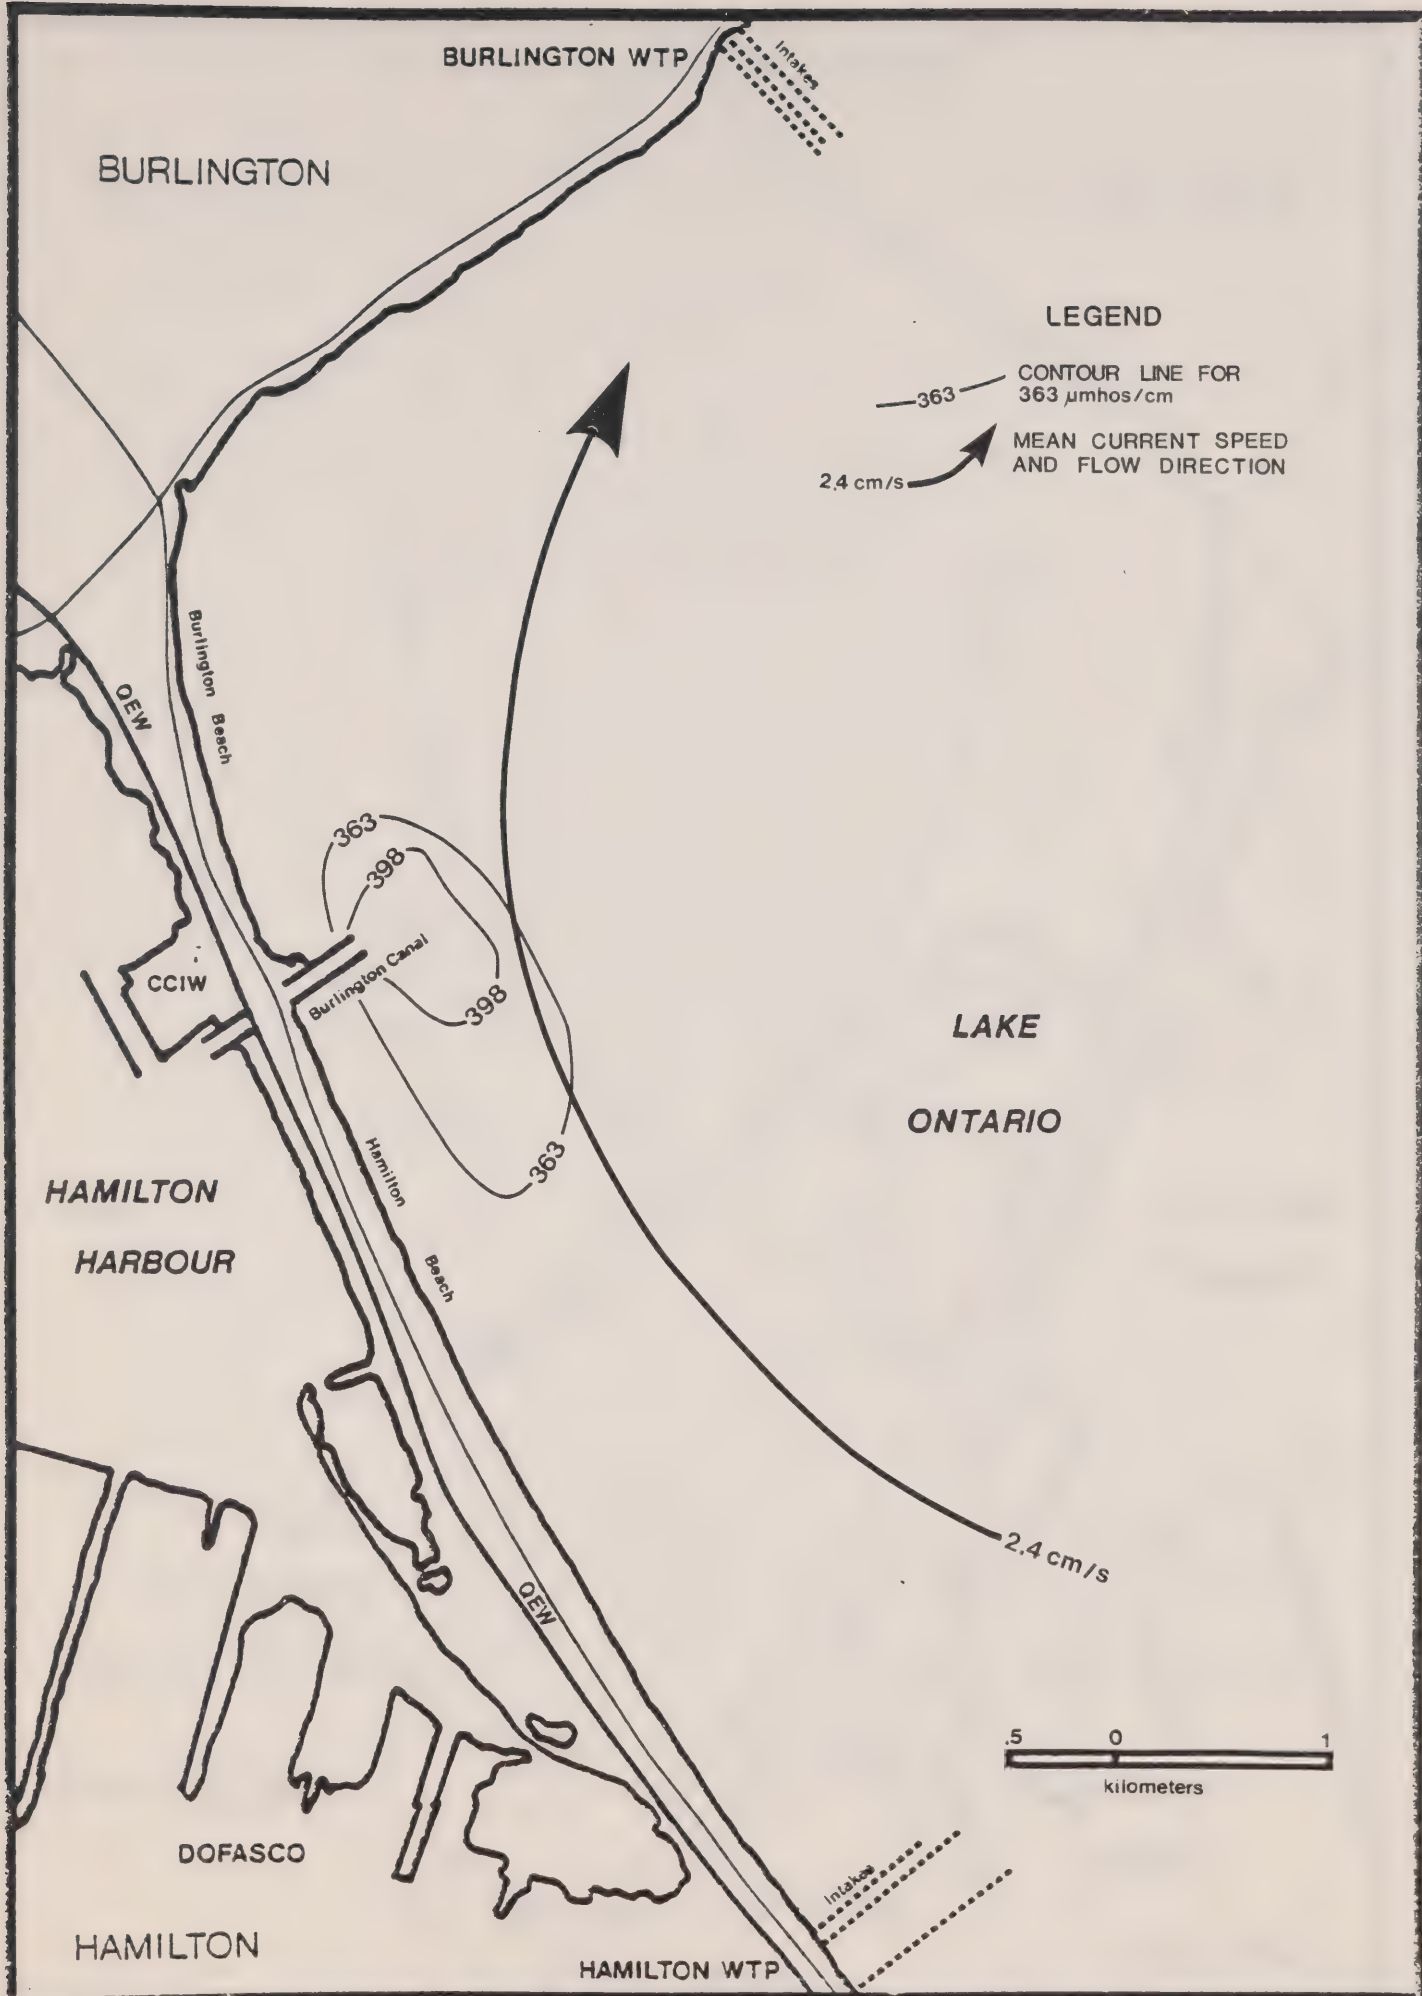 BURLINGTON WTP
Intakes
BURLINGTON
LEGEND
363
CONTOUR LINE FOR
363 µmhos/cm
2.4 cm/s
MEAN CURRENT SPEED
AND FLOW DIRECTION
Burlington Beach
QEW
363
398
CCIW
Burlington Canal
398
LAKE
ONTARIO
363
Hamilton
Beach
HAMILTON
HARBOUR
2.4 cm/s
QEW
.5 0 1
kilometers
DOFASCO
Intakes
HAMILTON
HAMILTON WTP